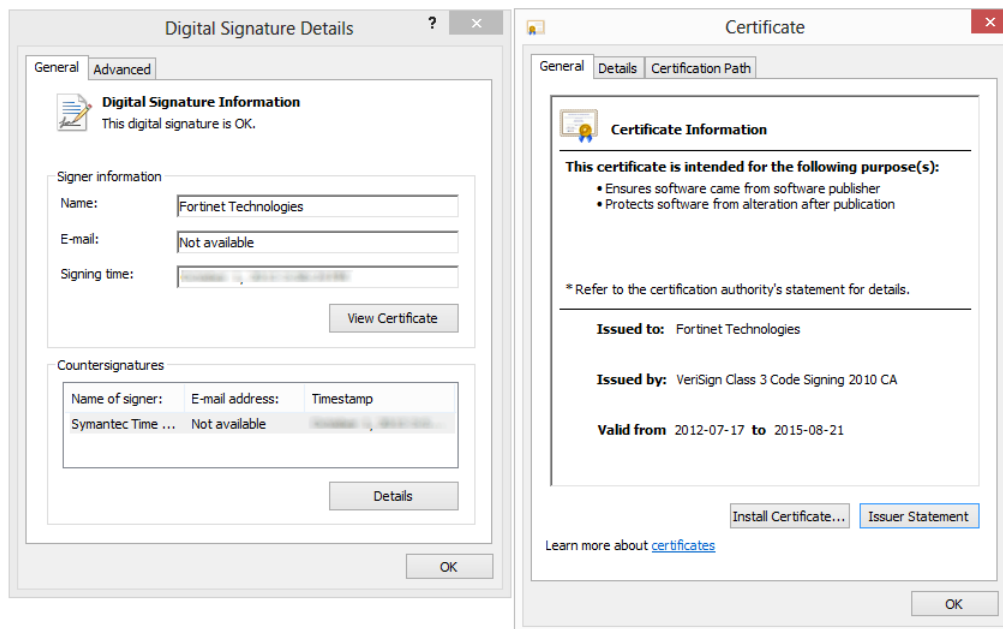 Digital Signature Details
?
General
Advanced
Digital Signature Information
This digital signature is OK.
Signer information
Name:
Fortinet Technologies
E-mail:
Not available
Signing time:
View Certificate
Countersignatures
Name of signer: E-mail address: Timestamp
Symantec Time ... Not available
Details
OK
Certificate
General
Details
Certification Path
Certificate Information
This certificate is intended for the following purpose(s):
• Ensures software came from software publisher
• Protects software from alteration after publication
* Refer to the certification authority's statement for details.
Issued to: Fortinet Technologies
Issued by: VeriSign Class 3 Code Signing 2010 CA
Valid from 2012-07-17 to 2015-08-21
Install Certificate...
Issuer Statement
Learn more about certificates
OK